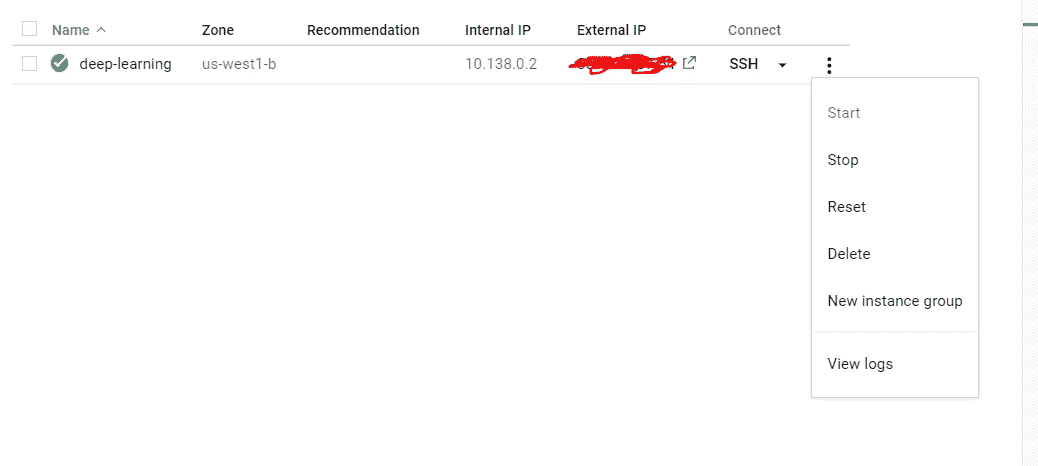 Name Zone Recommendation Internal IP External IP Connect
deep-learning us-west1-b 10.138.0.2 SSH
Start
Stop
Reset
Delete
New instance group
View logs